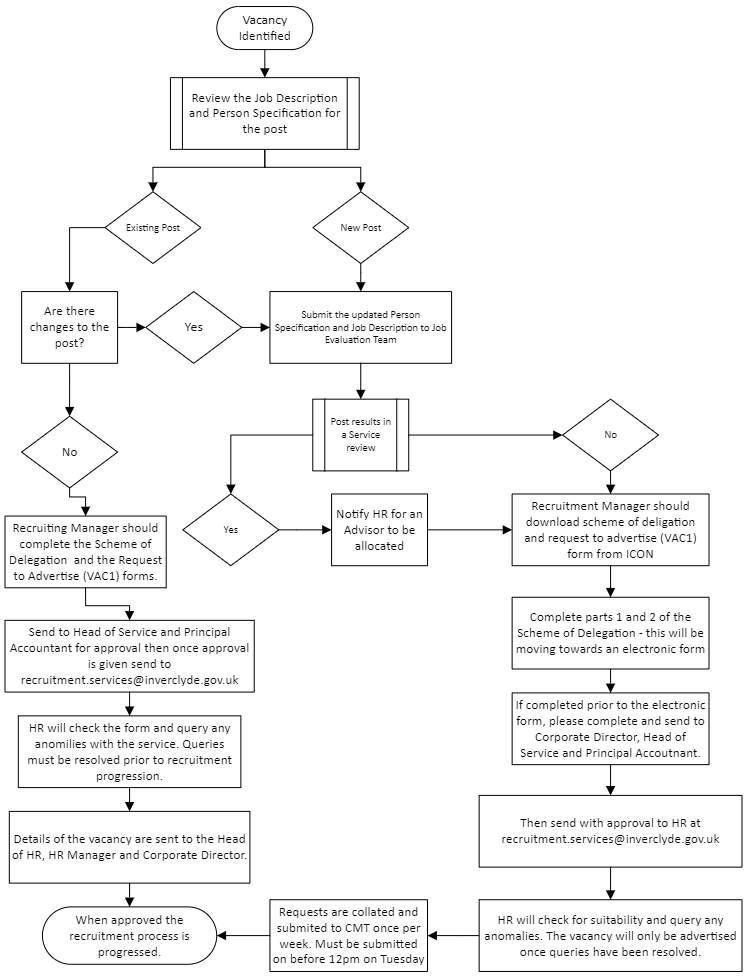 Vacancy
Identified
Review the Job Description
and Person Specification for
the post
Existing Post
New Post
Are there
changes to the
post?
Yes
Submit the updated Person
Specification and Job Description to Job
Evaluation Team
No
Post results in
a Service
review
No
Yes
Notify HR for an
Advisor to be
allocated
Recruitment Manager should
download scheme of deligation
and request to advertise (VAC1)
form from ICON
Recruiting Manager should
complete the Scheme of
Delegation and the Request
to Advertise (VAC1) forms.
Complete parts 1 and 2 of the
Scheme of Delegation - this will be
moving towards an electronic form
Send to Head of Service and Principal
Accountant for approval then once approval
is given send to
recruitment.services@inverclyde.gov.uk
If completed prior to the electronic
form, please complete and send to
Corporate Director, Head of
Service and Principal Accoutnant.
HR will check the form and query any
anomilies with the service. Queries
must be resolved prior to recruitment
progression.
Then send with approval to HR at
recruitment.services@inverclyde.gov.uk
Details of the vacancy are sent to the Head
of HR, HR Manager and Corporate Director.
HR will check for suitability and query any
anomalies. The vacancy will only be advertised
once queries have been resolved.
Requests are collated and
submited to CMT once per
week. Must be submitted
on before 12pm on Tuesday
When approved the
recruitment process is
progressed.